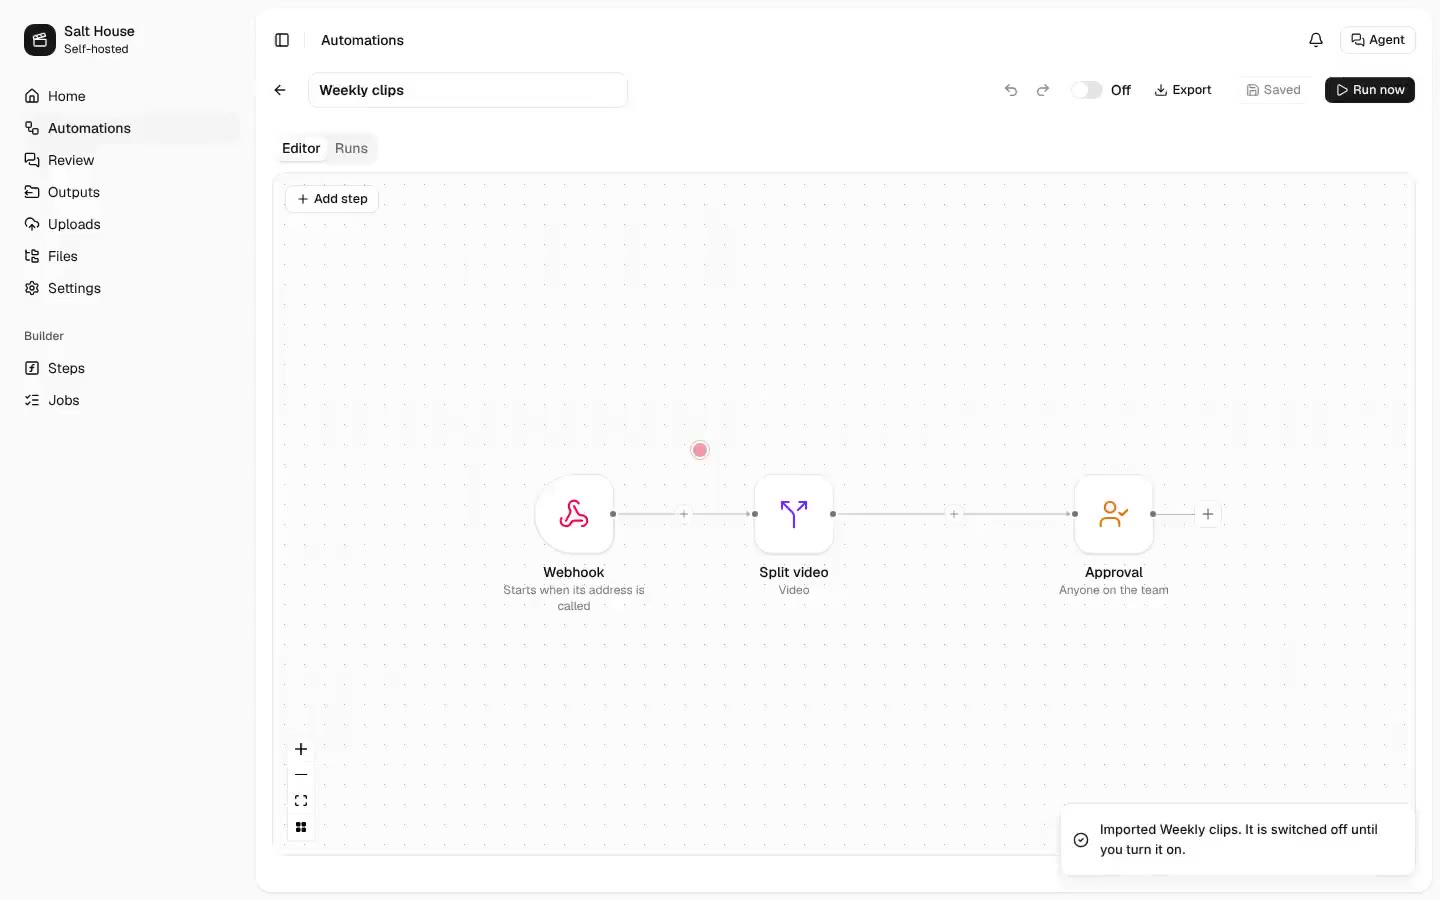 Salt House
Self-hosted
Home
Automations
Review
Outputs
Uploads
Files
Settings
Builder
Steps
Jobs
Automations
Agent
Weekly clips
Off
Export
Saved
Run now
Editor
Runs
Add step
Webhook
Starts when its address is
called
Split video
Video
Approval
Anyone on the team
Imported Weekly clips. It is switched off until
you turn it on.